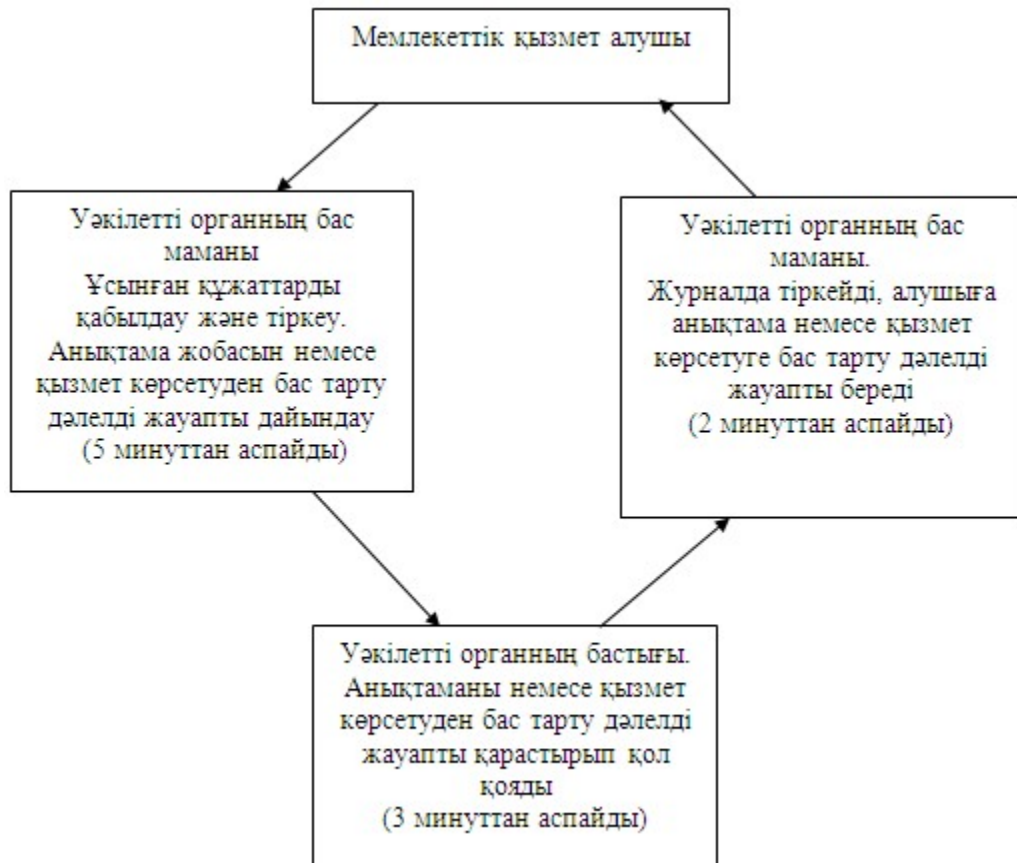 Мемлекеттік қызмет алушы
Уәкілетті органның бас
маманы
Ұсынған құжаттарды
қабылдау және тіркеу.
Анықтама жобасын немесе
қызмет көрсетуден бас тарту
дәлелді жауапты дайындау
(5 минуттан аспайды)
Уәкілетті органның бас
маманы.
Журналда тіркейді, алушыға
анықтама немесе қызмет
көрсетуге бас тарту дәлелді
жауапты береді
(2 минуттан аспайды)
Уәкілетті органның бастығы.
Анықтаманы немесе қызмет
көрсетуден бас тарту дәлелді
жауапты қарастырып қол
қояды
(3 минуттан аспайды)